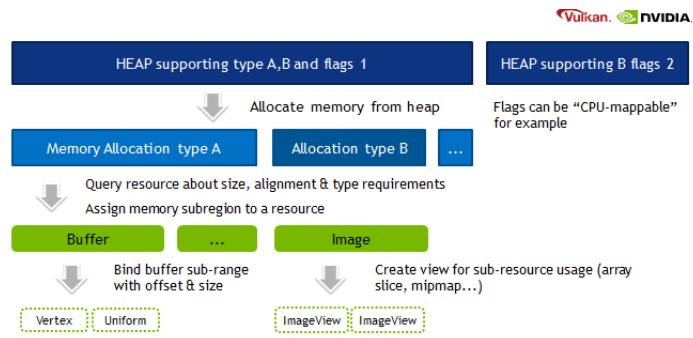 Vulkan. NVIDIA.
HEAP supporting type A,B and flags 1
HEAP supporting B flags 2
Allocate memory from heap
Flags can be “CPU-mappable”
for example
Memory Allocation type A
Allocation type B
...
Query resource about size, alignment & type requirements
Assign memory subregion to a resource
Buffer
...
Image
Bind buffer sub-range
with offset & size
Create view for sub-resource usage (array
slice, mipmap...)
Vertex
Uniform
ImageView
ImageView